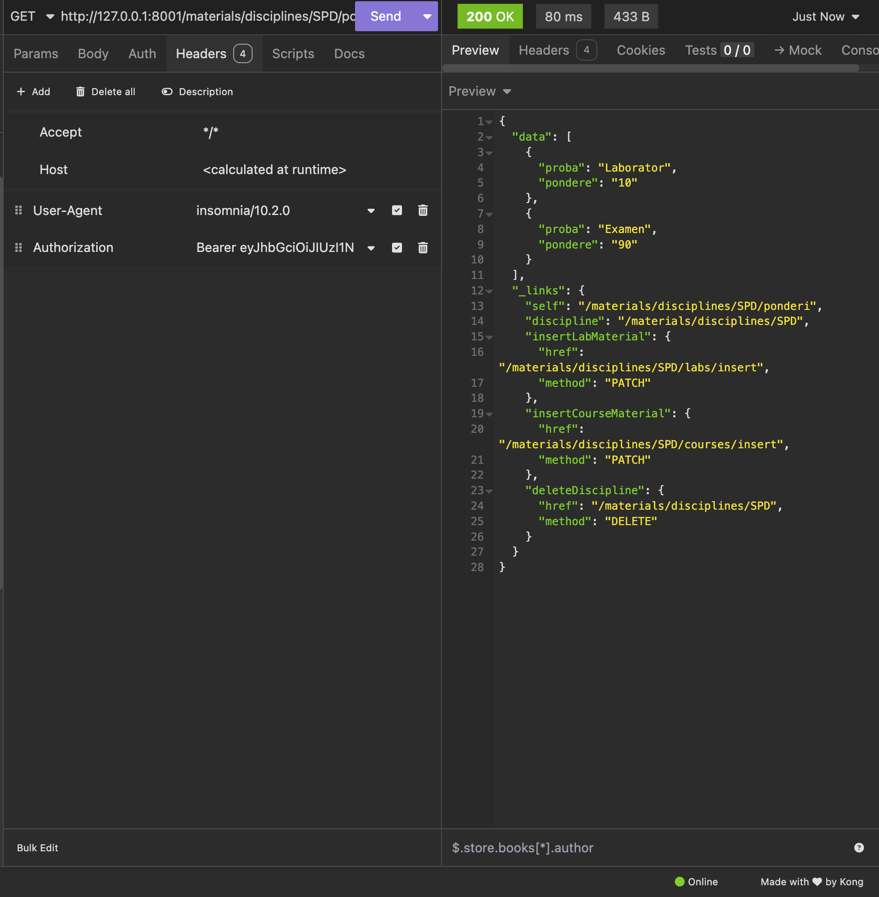 GET http://127.0.0.1:8001/materials/disciplines/SPD/po Send
200 OK 80 ms 433 B Just Now
Params Body Auth Headers 4 Scripts Docs
Preview Headers 4 Cookies Tests 0 / 0 → Mock Conso
+ Add Delete all Description
Preview
Accept */*
Host <calculated at runtime>
User-Agent insomnia/10.2.0
Authorization Bearer eyJhbGciOiJIUzI1N
1 {
2 "data": [
3 {
4 "proba": "Laborator",
5 "pondere": "10"
6 },
7 {
8 "proba": "Examen",
9 "pondere": "90"
10 }
11 ],
12 "_links": {
13 "self": "/materials/disciplines/SPD/ponderi",
14 "discipline": "/materials/disciplines/SPD",
15 "insertLabMaterial": {
16 "href":
"/materials/disciplines/SPD/labs/insert",
17 "method": "PATCH"
18 },
19 "insertCourseMaterial": {
20 "href":
"/materials/disciplines/SPD/courses/insert",
21 "method": "PATCH"
22 },
23 "deleteDiscipline": {
24 "href": "/materials/disciplines/SPD",
25 "method": "DELETE"
26 }
27 }
28 }
Bulk Edit
$.store.books[*].author
Online Made with ♥ by Kong